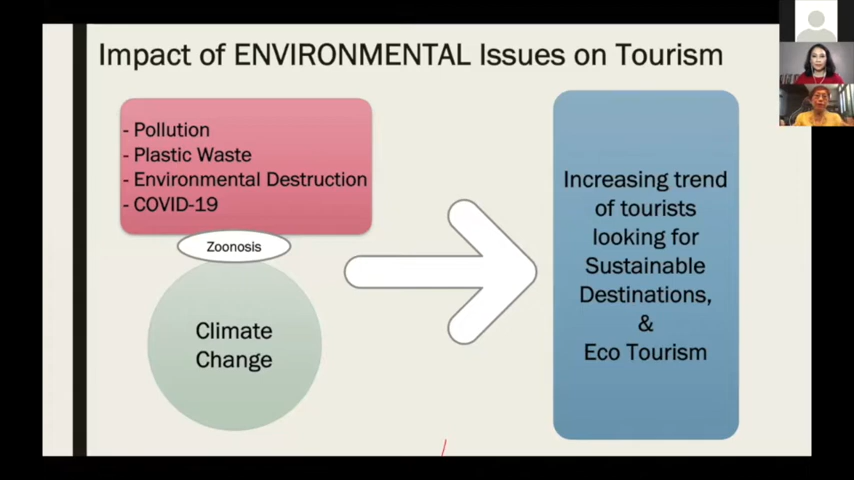 Impact of ENVIRONMENTAL Issues on Tourism
- Pollution
- Plastic Waste
- Environmental Destruction
- COVID-19
Zoonosis
Climate
Change
Increasing trend
of tourists
looking for
Sustainable
Destinations,
&
Eco Tourism